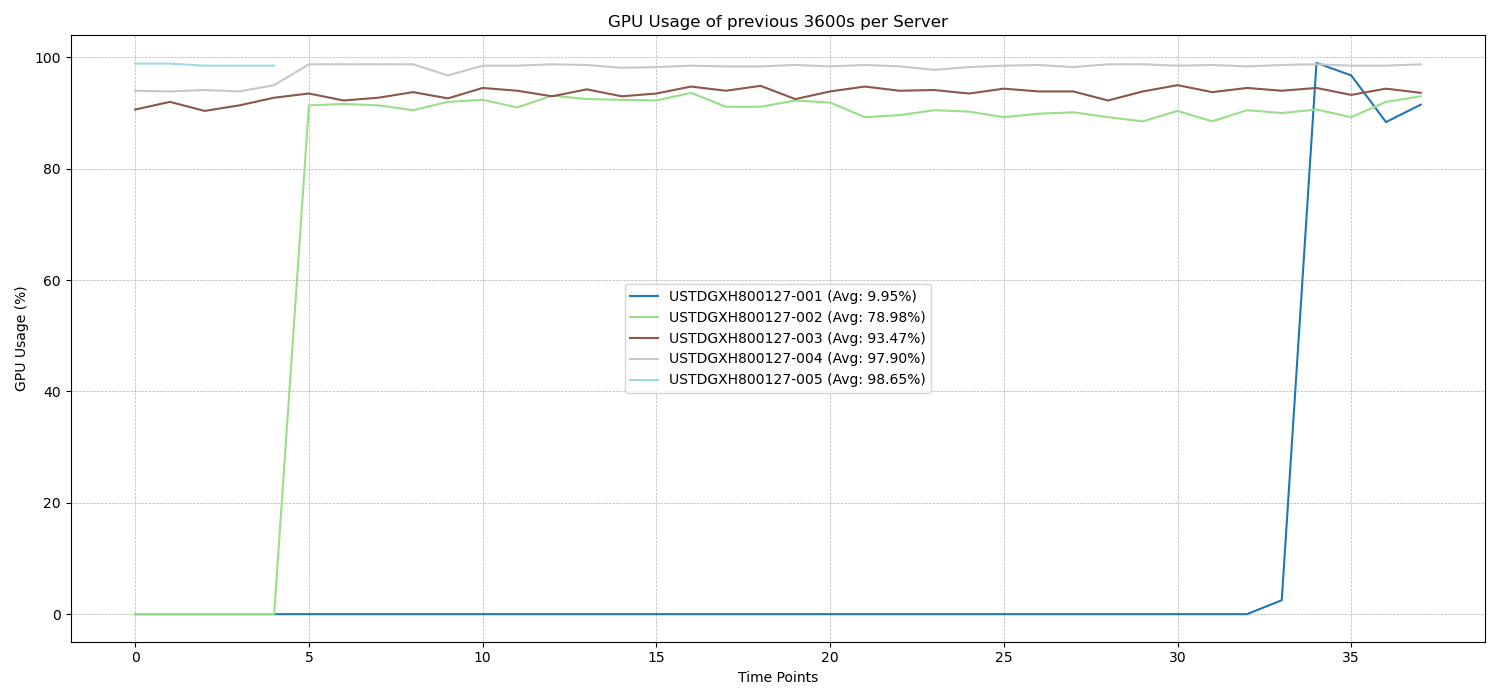 GPU Usage of previous 3600s per Server
GPU Usage (%)
100
80
60
40
20
0
USTDGXH800127-001 (Avg: 9.95%)
USTDGXH800127-002 (Avg: 78.98%)
USTDGXH800127-003 (Avg: 93.47%)
USTDGXH800127-004 (Avg: 97.90%)
USTDGXH800127-005 (Avg: 98.65%)
0 5 10 15 20 25 30 35
Time Points